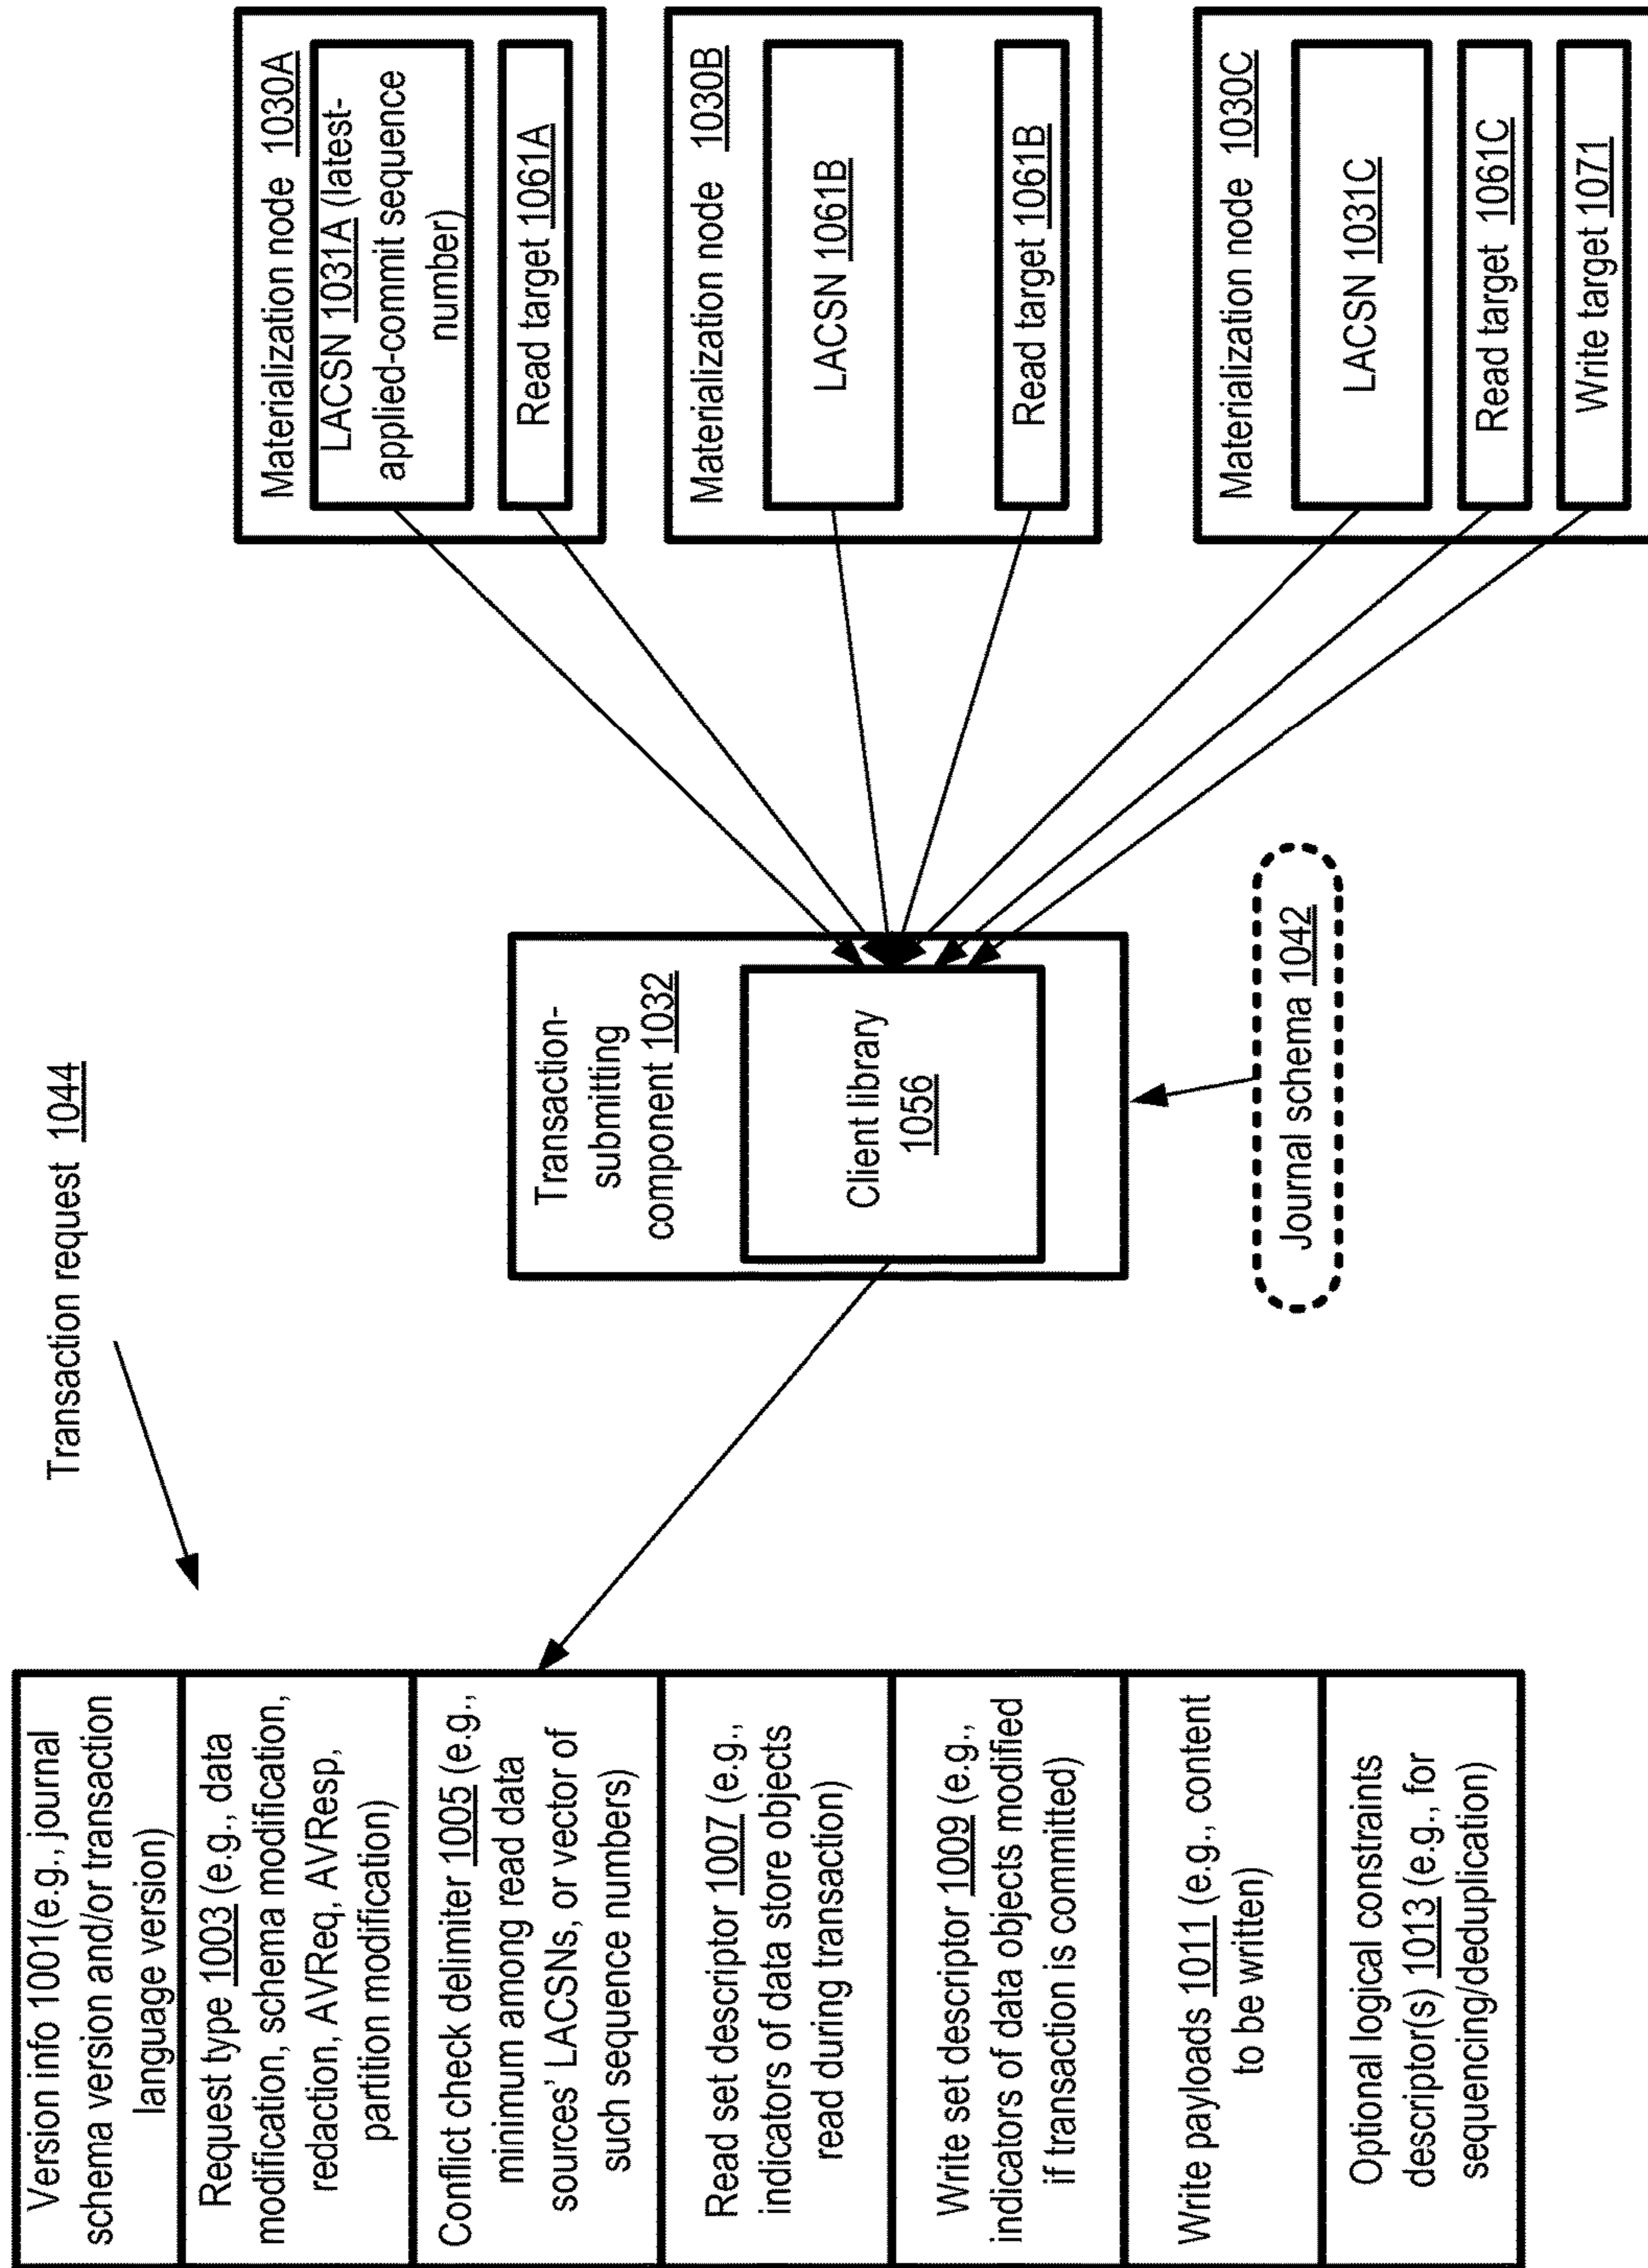 Transaction request 1044
Version info 1001(e.g., journal
schema version and/or transaction
language version)
Request type 1003 (e.g., data
modification, schema modification,
redaction, AVReq, AVResp,
partition modification)
Conflict check delimiter 1005 (e.g.,
minimum among read data
sources' LACSNs, or vector of
such sequence numbers)
Read set descriptor 1007 (e.g.,
indicators of data store objects
read during transaction)
Write set descriptor 1009 (e.g.,
indicators of data objects modified
if transaction is committed)
Write payloads 1011 (e.g., content
to be written)
Optional logical constraints
descriptor(s) 1013 (e.g., for
sequencing/deduplication)
Transaction-
submitting
component 1032
Client library
1056
Journal schema 1042
Materialization node 1030A
LACSN 1031A (latest-
applied-commit sequence
number)
Read target 1061A
Materialization node 1030B
LACSN 1061B
Read target 1061B
Materialization node 1030C
LACSN 1031C
Read target 1061C
Write target 1071